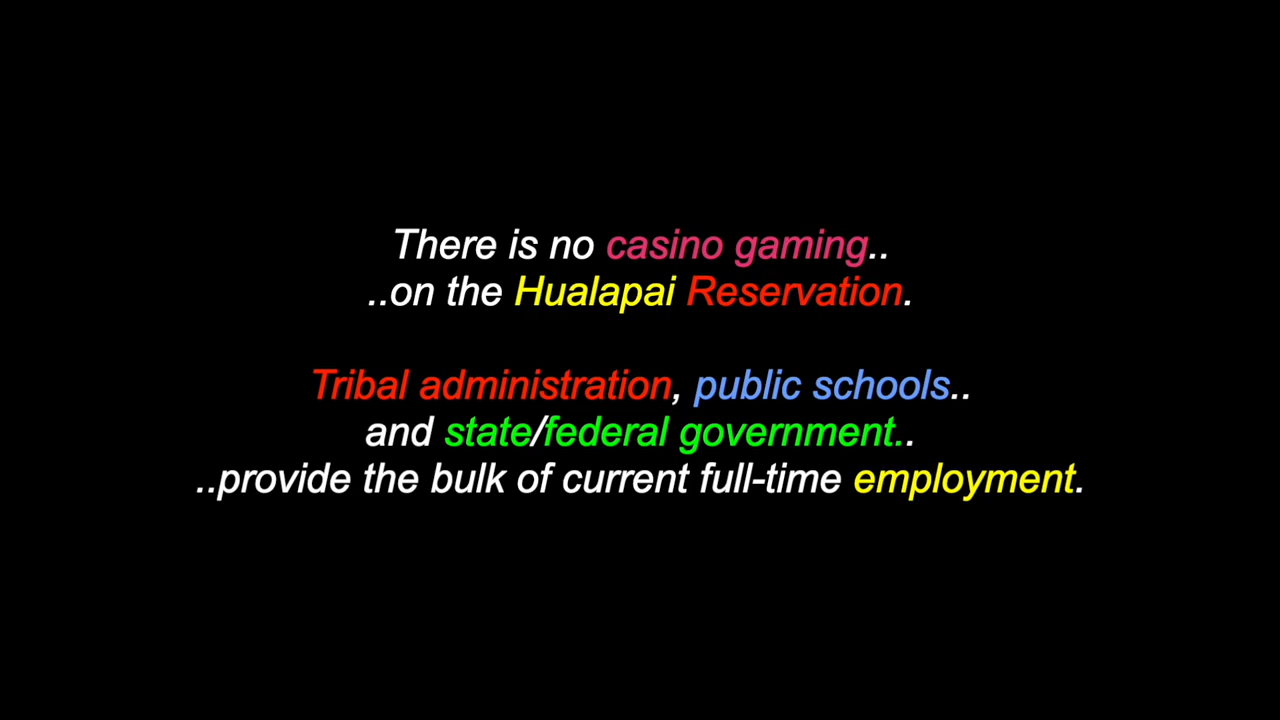 There is no casino gaming..
..on the Hualapai Reservation.
Tribal administration, public schools..
and state/federal government..
..provide the bulk of current full-time employment.